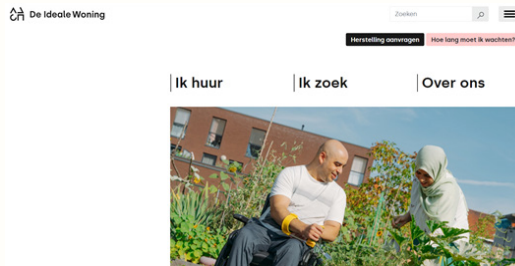 De Ideale Woning
Zoeken
Herstelling aanvragen
Hoe lang moet ik wachten?
Ik huur
Ik zoek
Over ons